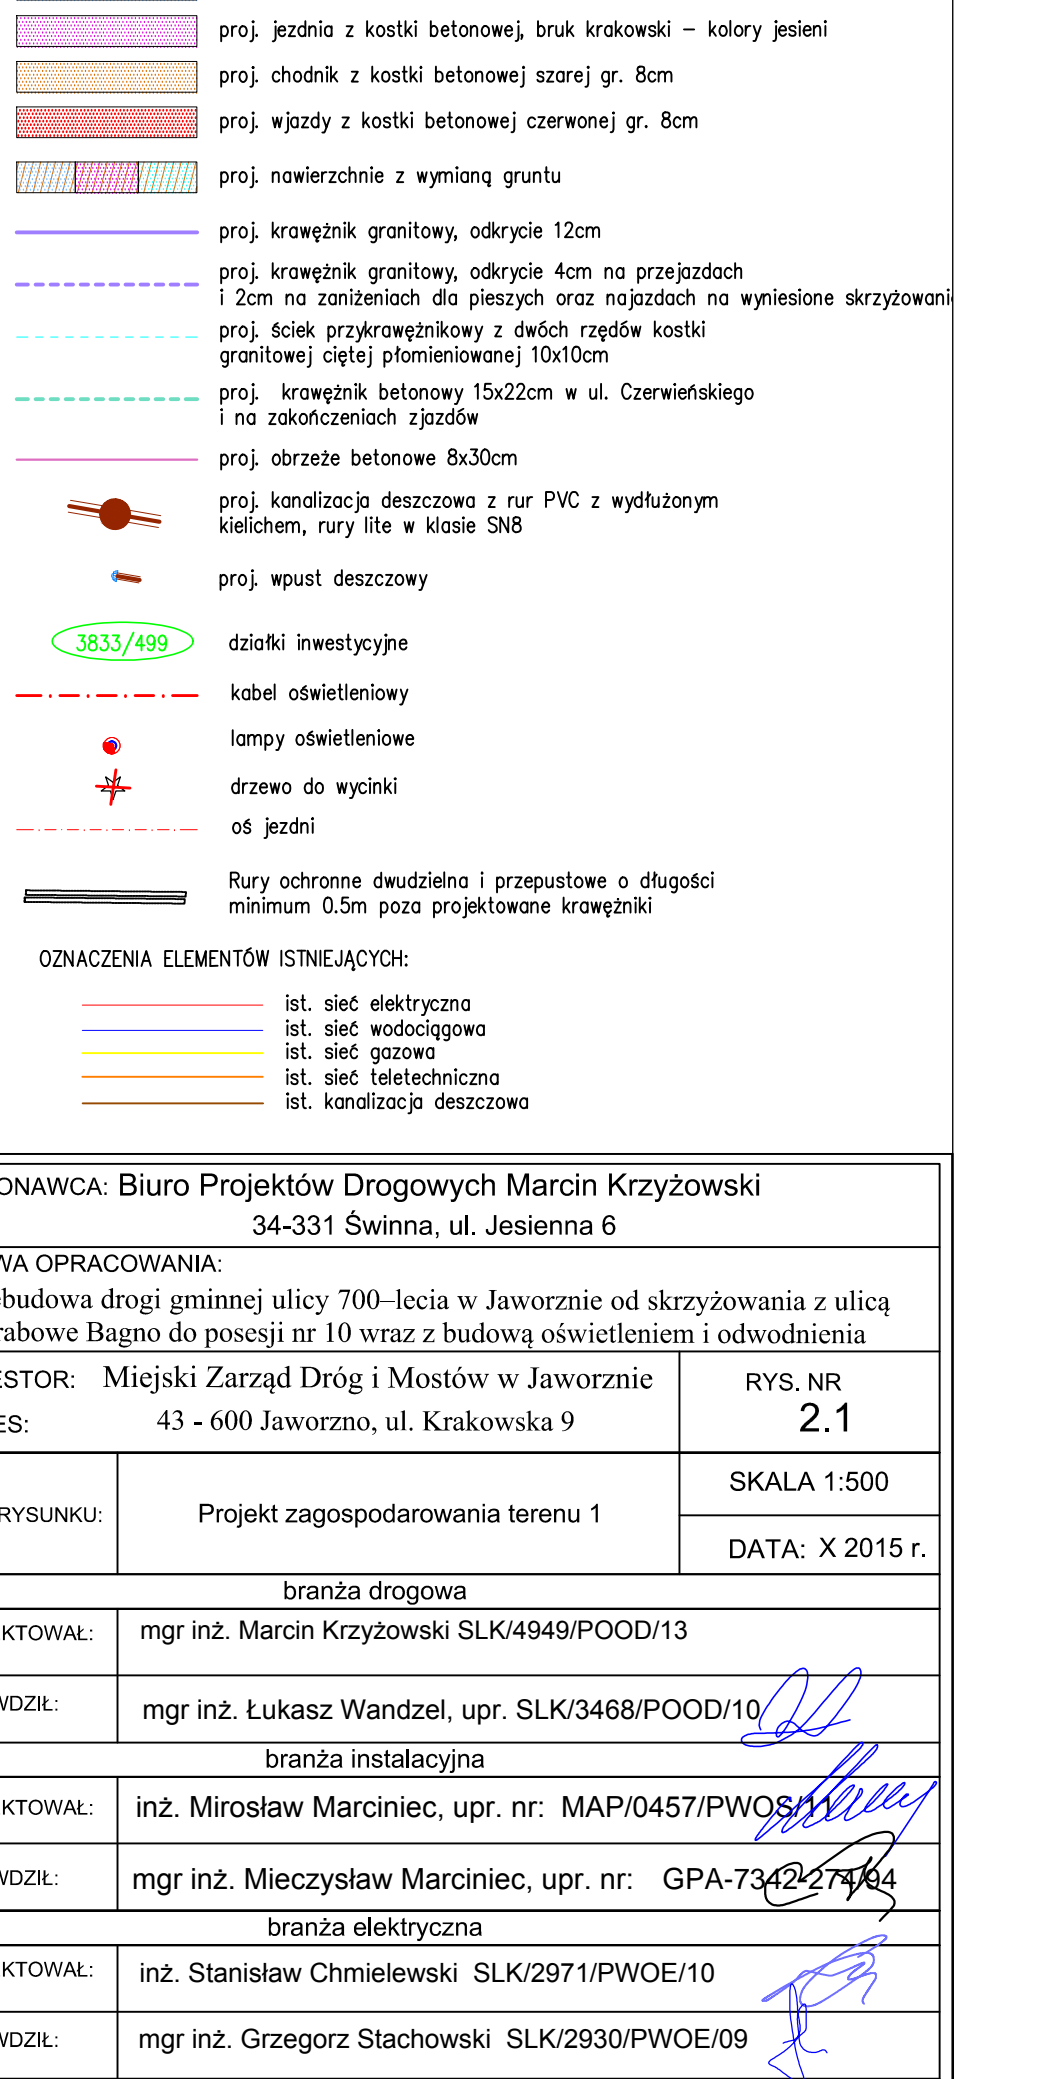 proj. jezdnia z kostki betonowej, bruk krakowski – kolory jesieni
proj. chodnik z kostki betonowej szarej gr. 8cm
proj. wjazdy z kostki betonowej czerwonej gr. 8cm
proj. nawierzchnie z wymianą gruntu
proj. krawężnik granitowy, odkrycie 12cm
proj. krawężnik granitowy, odkrycie 4cm na przejazdach
i 2cm na zaniżeniach dla pieszych oraz najazdach na wyniesione skrzyżowani
proj. ściek przykrawężnikowy z dwóch rzędów kostki
granitowej ciętej płomieniowanej 10x10cm
proj. krawężnik betonowy 15x22cm w ul. Czerwieńskiego
i na zakończeniach zjazdów
proj. obrzeże betonowe 8x30cm
proj. kanalizacja deszczowa z rur PVC z wydłużonym
kielichem, rury lite w klasie SN8
proj. wpust deszczowy
3833/499 działki inwestycyjne
kabel oświetleniowy
lampy oświetleniowe
drzewo do wycinki
oś jezdni
Rury ochronne dwudzielna i przepustowe o długości
minimum 0.5m poza projektowane krawężniki
OZNACZENIA ELEMENTÓW ISTNIEJĄCYCH:
ist. sieć elektryczna
ist. sieć wodociągowa
ist. sieć gazowa
ist. sieć teletechniczna
ist. kanalizacja deszczowa
ONAWCA: Biuro Projektów Drogowych Marcin Krzyżowski
34-331 Świnna, ul. Jesienna 6
WA OPRACOWANIA:
ebudowa drogi gminnej ulicy 700–lecia w Jaworznie od skrzyżowania z ulicą
rabowe Bagno do posesji nr 10 wraz z budową oświetleniem i odwodnienia
ESTOR: Miejski Zarząd Dróg i Mostów w Jaworznie
ES: 43 - 600 Jaworzno, ul. Krakowska 9
RYS. NR
2.1
RYSUNKU: Projekt zagospodarowania terenu 1
SKALA 1:500
DATA: X 2015 r.
branża drogowa
KTOWAŁ: mgr inż. Marcin Krzyżowski SLK/4949/POOD/13
WDZIŁ: mgr inż. Łukasz Wandzel, upr. SLK/3468/POOD/10
branża instalacyjna
KTOWAŁ: inż. Mirosław Marciniec, upr. nr: MAP/0457/PWOS/11
WDZIŁ: mgr inż. Mieczysław Marciniec, upr. nr: GPA-7342-274/94
branża elektryczna
KTOWAŁ: inż. Stanisław Chmielewski SLK/2971/PWOE/10
WDZIŁ: mgr inż. Grzegorz Stachowski SLK/2930/PWOE/09